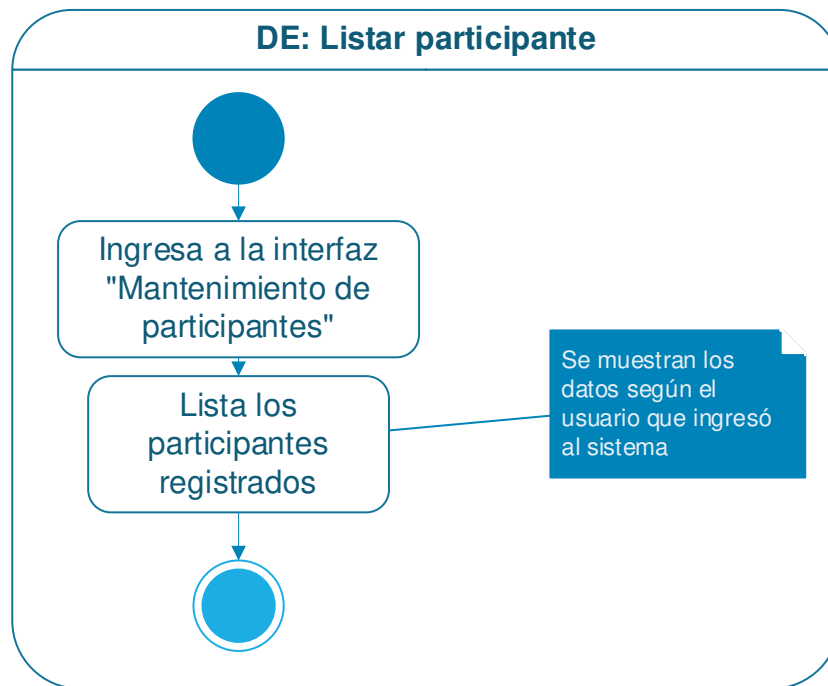 DE: Listar participante
Ingresa a la interfaz
"Mantenimiento de
participantes"
Lista los
participantes
registrados
Se muestran los
datos según el
usuario que ingresó
al sistema